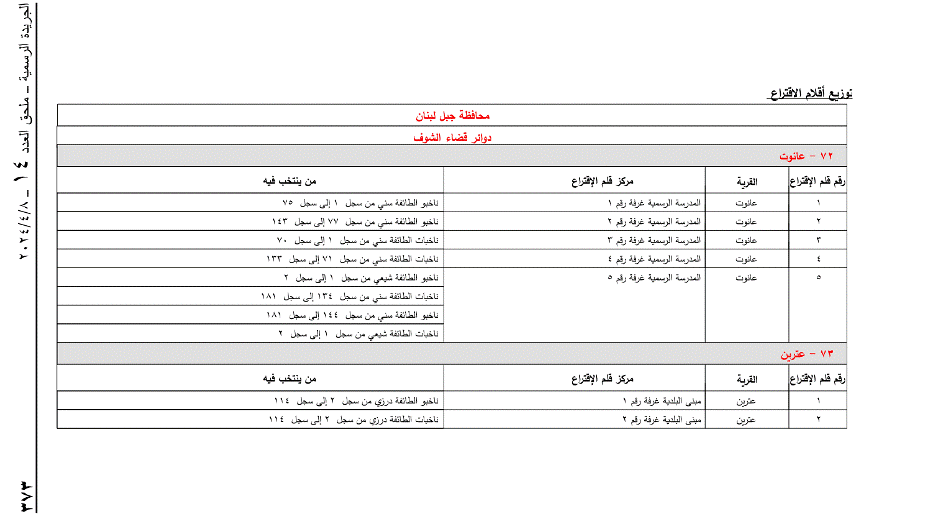 الجريدة الرسمية – ملحق العدد ١٤ – ٢٠٢٤/٤/٨
توزيع أقلام الاقتراع
محافظة جبل لبنان
دوائر قضاء الشوف
٧٢ - عانوت
رقم قلم الإقتراع القرية مركز قلم الإقتراع من ينتخب فيه
١ عانوت المدرسة الرسمية غرفة رقم ١ ناخبو الطائفة سني من سجل ١ إلى سجل ٧٥
٢ عانوت المدرسة الرسمية غرفة رقم ٢ ناخبو الطائفة سني من سجل ٧٧ إلى سجل ١٤٣
٣ عانوت المدرسة الرسمية غرفة رقم ٣ ناخبات الطائفة سني من سجل ١ إلى سجل ٧٠
٤ عانوت المدرسة الرسمية غرفة رقم ٤ ناخبات الطائفة سني من سجل ٧١ إلى سجل ١٣٣
٥ عانوت المدرسة الرسمية غرفة رقم ٥ ناخبو الطائفة شيعي من سجل ١ إلى سجل ٢
ناخبات الطائفة سني من سجل ١٣٤ إلى سجل ١٨١
ناخبو الطائفة سني من سجل ١٤٤ إلى سجل ١٨١
ناخبات الطائفة شيعي من سجل ١ إلى سجل ٢
٧٣ - عترين
رقم قلم الإقتراع القرية مركز قلم الإقتراع من ينتخب فيه
١ عترين مبنى البلدية غرفة رقم ١ ناخبو الطائفة درزي من سجل ٢ إلى سجل ١١٤
٢ عترين مبنى البلدية غرفة رقم ٢ ناخبات الطائفة درزي من سجل ٢ إلى سجل ١١٤
٣٧٣